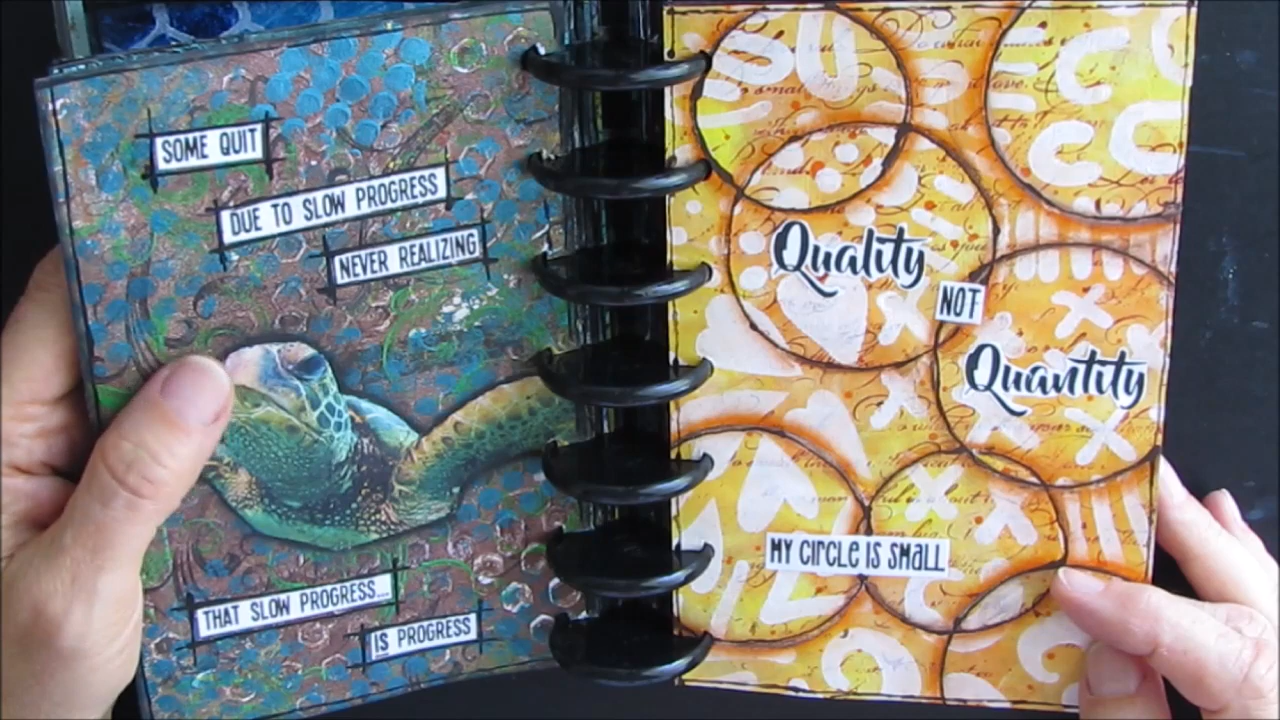 SOME QUIT
DUE TO SLOW PROGRESS
NEVER REALIZING
THAT SLOW PROGRESS...
IS PROGRESS
Quality
NOT
Quantity
MY CIRCLE IS SMALL